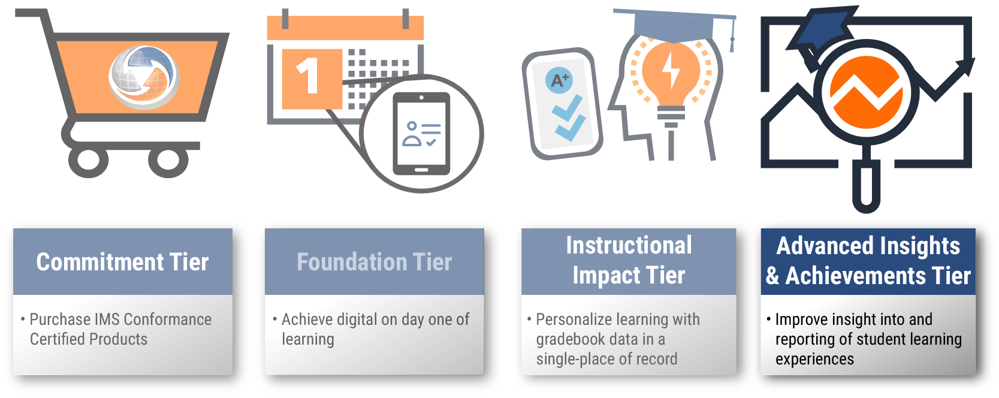 1
A+
Commitment Tier
• Purchase IMS Conformance
Certified Products
Foundation Tier
• Achieve digital on day one of
learning
Instructional
Impact Tier
• Personalize learning with
gradebook data in a
single-place of record
Advanced Insights
& Achievements Tier
• Improve insight into and
reporting of student learning
experiences